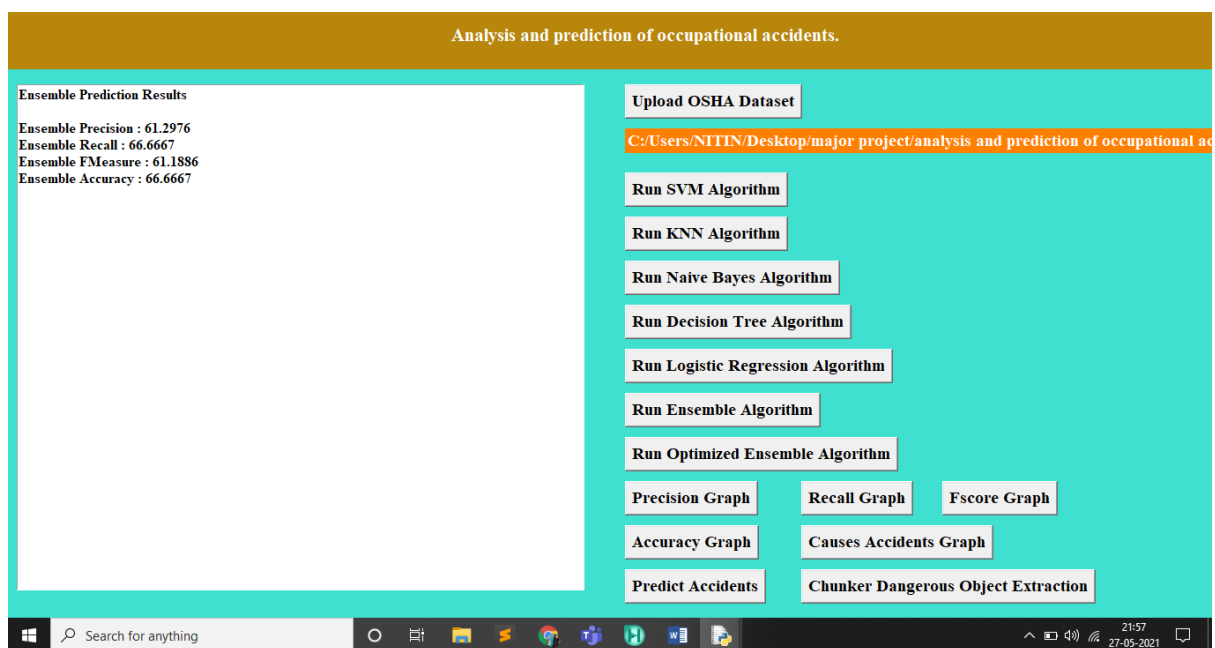 Analysis and prediction of occupational accidents.
Ensemble Prediction Results
Ensemble Precision : 61.2976
Ensemble Recall : 66.6667
Ensemble FMeasure : 61.1886
Ensemble Accuracy : 66.6667
Upload OSHA Dataset
C:/Users/NITIN/Desktop/major project/analysis and prediction of occupational ac
Run SVM Algorithm
Run KNN Algorithm
Run Naive Bayes Algorithm
Run Decision Tree Algorithm
Run Logistic Regression Algorithm
Run Ensemble Algorithm
Run Optimized Ensemble Algorithm
Precision Graph Recall Graph Fscore Graph
Accuracy Graph Causes Accidents Graph
Predict Accidents Chunker Dangerous Object Extraction
Search for anything
21:57
27-05-2021